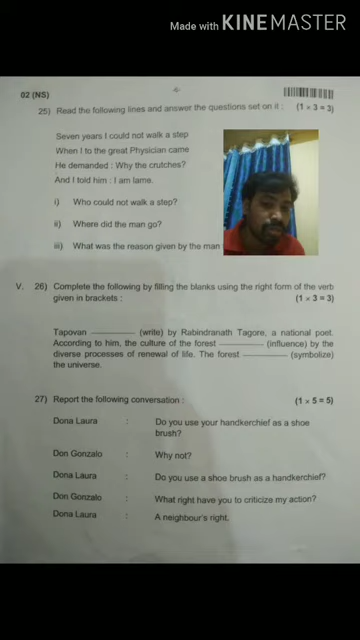 Made with KINEMASTER
02 (NS)
-6-
25) Read the following lines and answer the questions set on it : (1 × 3 = 3)
Seven years I could not walk a step
When I to the great Physician came
He demanded : Why the crutches?
And I told him : I am lame.
i) Who could not walk a step?
ii) Where did the man go?
iii) What was the reason given by the man
V. 26) Complete the following by filling the blanks using the right form of the verb
given in brackets : (1 × 3 = 3)
Tapovan ____________ (write) by Rabindranath Tagore, a national poet.
According to him, the culture of the forest ____________ (influence) by the
diverse processes of renewal of life. The forest ____________ (symbolize)
the universe.
27) Report the following conversation : (1 × 5 = 5)
Dona Laura : Do you use your handkerchief as a shoe
brush?
Don Gonzalo : Why not?
Dona Laura : Do you use a shoe brush as a handkerchief?
Don Gonzalo : What right have you to criticize my action?
Dona Laura : A neighbour's right.